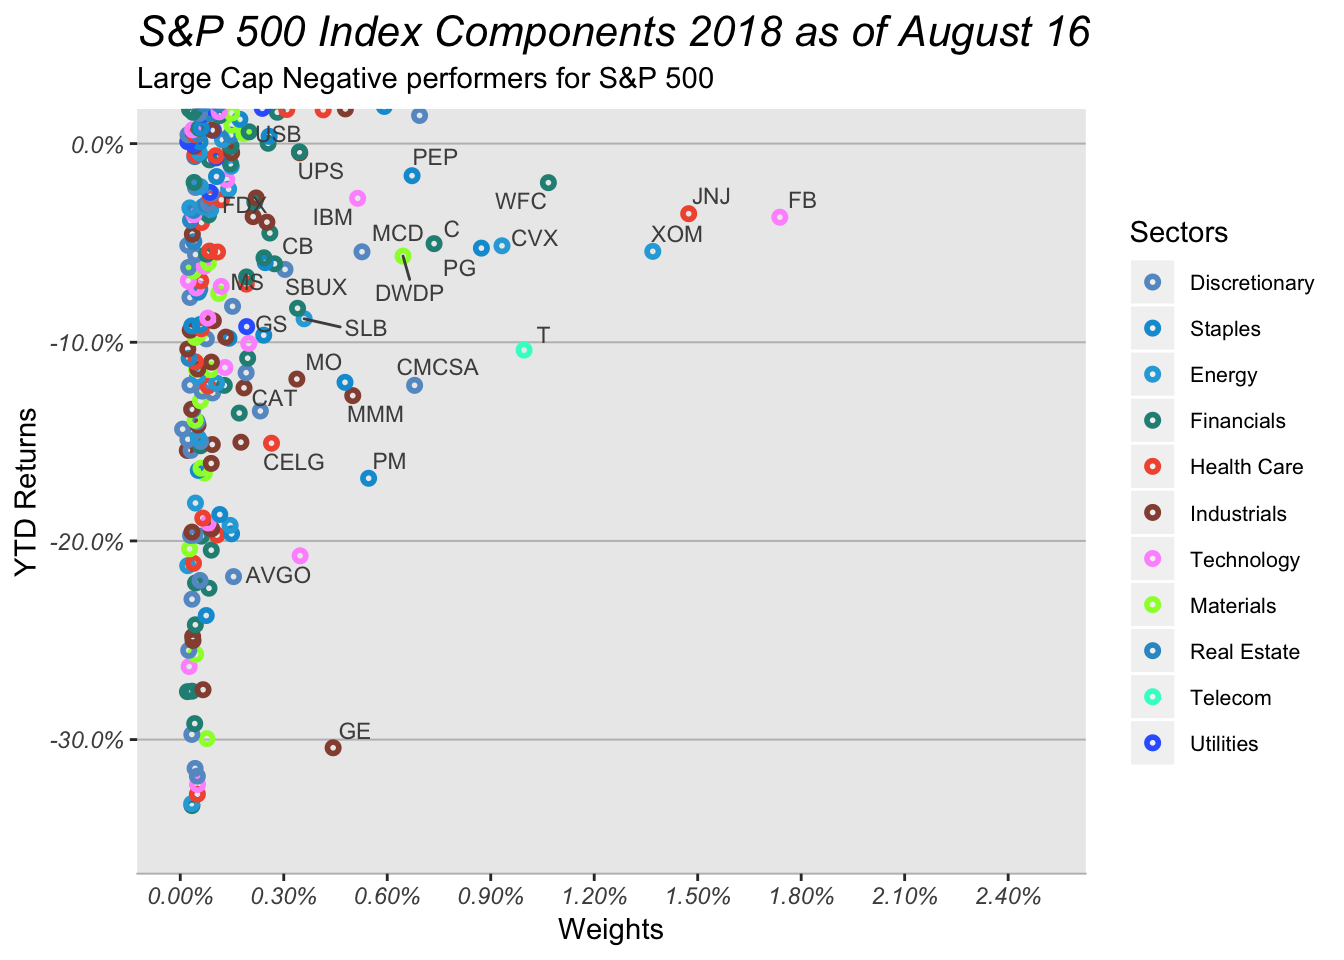 S&P 500 Index Components 2018 as of August 16
Large Cap Negative performers for S&P 500
YTD Returns
0.0%
-10.0%
-20.0%
-30.0%
USB
UPS
PEP
WFC
JNJ
FB
FDX
IBM
MCD
C
CVX
XOM
CB
PG
MS
SBUX
DWDP
GS
SLB
T
MO
CMCSA
CAT
MMM
CELG
PM
AVGO
GE
0.00%
0.30%
0.60%
0.90%
1.20%
1.50%
1.80%
2.10%
2.40%
Weights
Sectors
Discretionary
Staples
Energy
Financials
Health Care
Industrials
Technology
Materials
Real Estate
Telecom
Utilities